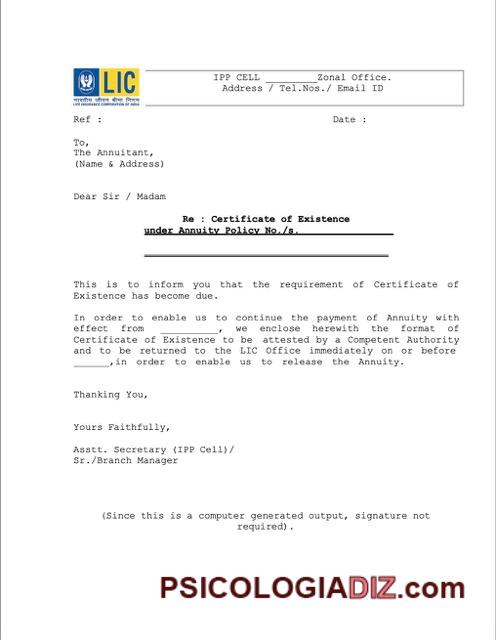 LIC
भारतीय जीवन बीमा निगम
LIFE INSURANCE CORPORATION OF INDIA
IPP CELL _________Zonal Office.
Address / Tel.Nos./ Email ID
Ref :
Date :
To,
The Annuitant,
(Name & Address)
Dear Sir / Madam
Re : Certificate of Existence
under Annuity Policy No./s.________________
This is to inform you that the requirement of Certificate of
Existence has become due.
In order to enable us to continue the payment of Annuity with
effect from __________, we enclose herewith the format of
Certificate of Existence to be attested by a Competent Authority
and to be returned to the LIC Office immediately on or before
______,in order to enable us to release the Annuity.
Thanking You,
Yours Faithfully,
Asstt. Secretary (IPP Cell)/
Sr./Branch Manager
(Since this is a computer generated output, signature not
required).
PSICOLOGIADIZ.com